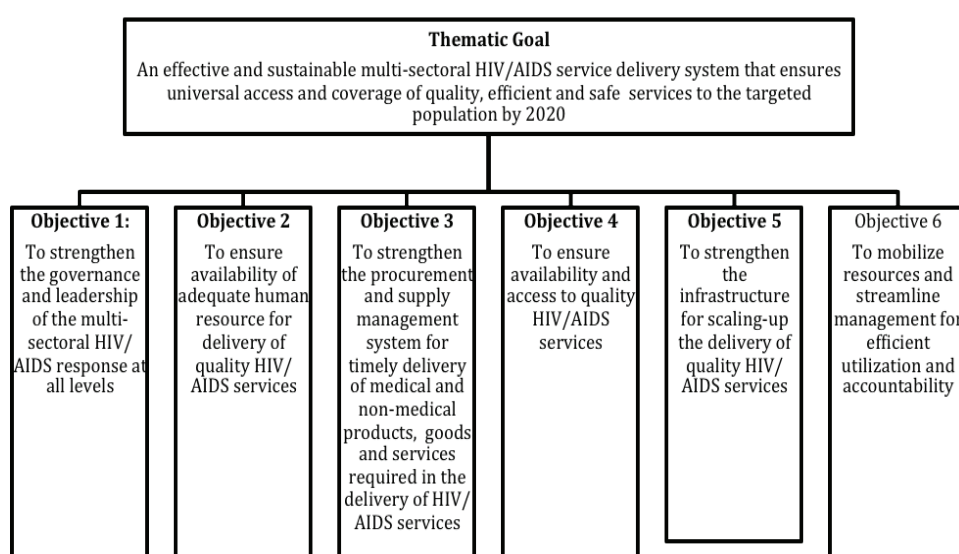 Thematic Goal
An effective and sustainable multi-sectoral HIV/AIDS service delivery system that ensures
universal access and coverage of quality, efficient and safe services to the targeted
population by 2020
Objective 1:
To strengthen
the governance
and leadership
of the multi-
sectoral HIV/
AIDS response at
all levels
Objective 2
To ensure
availability of
adequate human
resource for
delivery of
quality HIV/
AIDS services
Objective 3
To strengthen
the procurement
and supply
management
system for
timely delivery
of medical and
non-medical
products, goods
and services
required in the
delivery of HIV/
AIDS services
Objective 4
To ensure
availability and
access to quality
HIV/AIDS
services
Objective 5
To strengthen
the
infrastructure
for scaling-up
the delivery of
quality HIV/
AIDS services
Objective 6
To mobilize
resources and
streamline
management for
efficient
utilization and
accountability